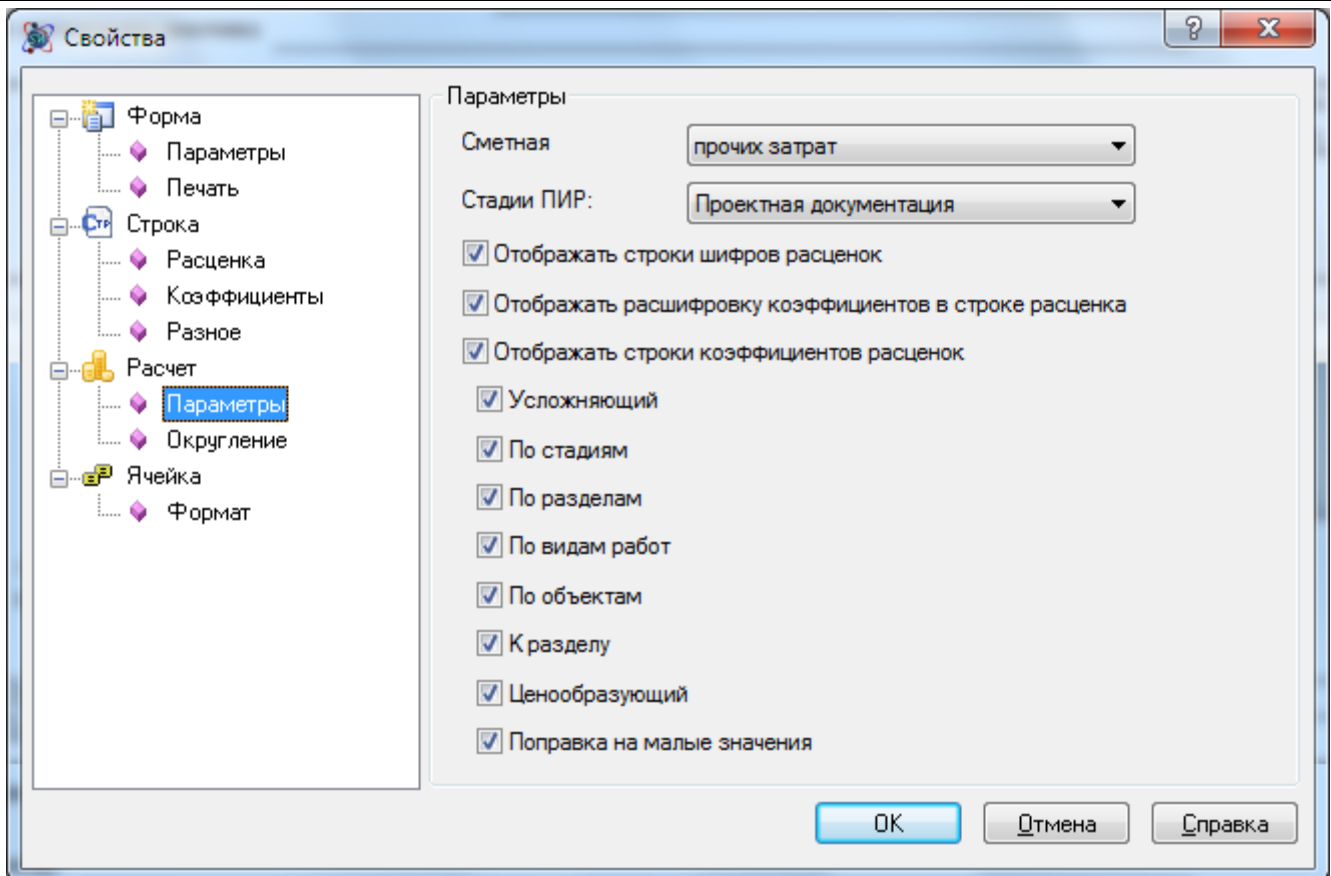 Свойства
Форма
Параметры
Печать
Стр
Строка
Расценка
Коэффициенты
Разное
Расчет
Параметры
Округление
Ячейка
Формат
Параметры
Сметная
прочих затрат
Стадии ПИР:
Проектная документация
Отображать строки шифров расценок
Отображать расшифровку коэффициентов в строке расценка
Отображать строки коэффициентов расценок
Усложняющий
По стадиям
По разделам
По видам работ
По объектам
К разделу
Ценообразующий
Поправка на малые значения
OK
Отмена
Справка